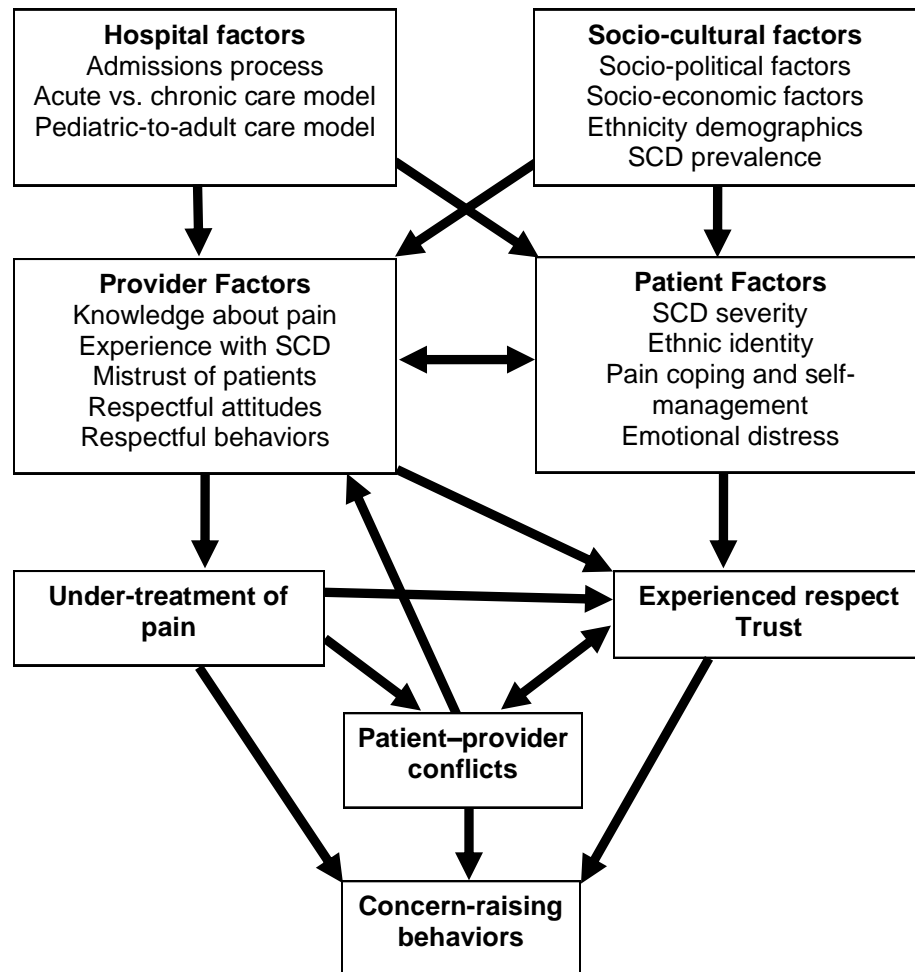 Hospital factors
Admissions process
Acute vs. chronic care model
Pediatric-to-adult care model
Socio-cultural factors
Socio-political factors
Socio-economic factors
Ethnicity demographics
SCD prevalence
Provider Factors
Knowledge about pain
Experience with SCD
Mistrust of patients
Respectful attitudes
Respectful behaviors
Patient Factors
SCD severity
Ethnic identity
Pain coping and self-
management
Emotional distress
Under-treatment of
pain
Experienced respect
Trust
Patient–provider
conflicts
Concern-raising
behaviors